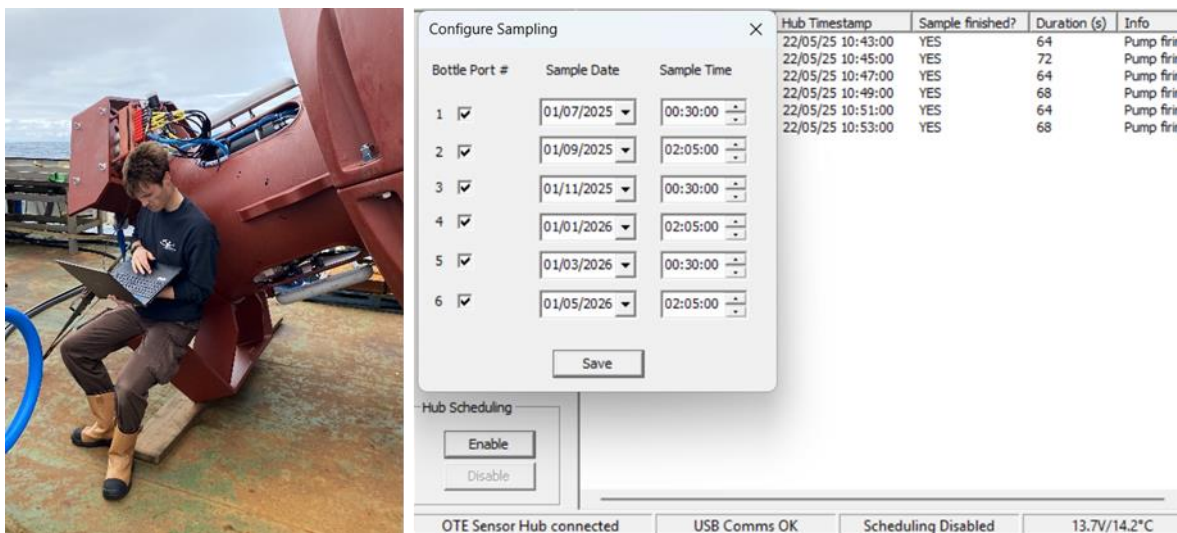 Configure Sampling
Bottle Port # Sample Date Sample Time
1 01/07/2025 00:30:00
2 01/09/2025 02:05:00
3 01/11/2025 00:30:00
4 01/01/2026 02:05:00
5 01/03/2026 00:30:00
6 01/05/2026 02:05:00
Save
Hub Scheduling
Enable
Disable
Hub Timestamp Sample finished? Duration (s) Info
22/05/25 10:43:00 YES 64 Pump
22/05/25 10:45:00 YES 72 Pump
22/05/25 10:47:00 YES 64 Pump
22/05/25 10:49:00 YES 68 Pump
22/05/25 10:51:00 YES 64 Pump
22/05/25 10:53:00 YES 68 Pump
OTE Sensor Hub connected USB Comms OK Scheduling Disabled 13.7V/14.2°C